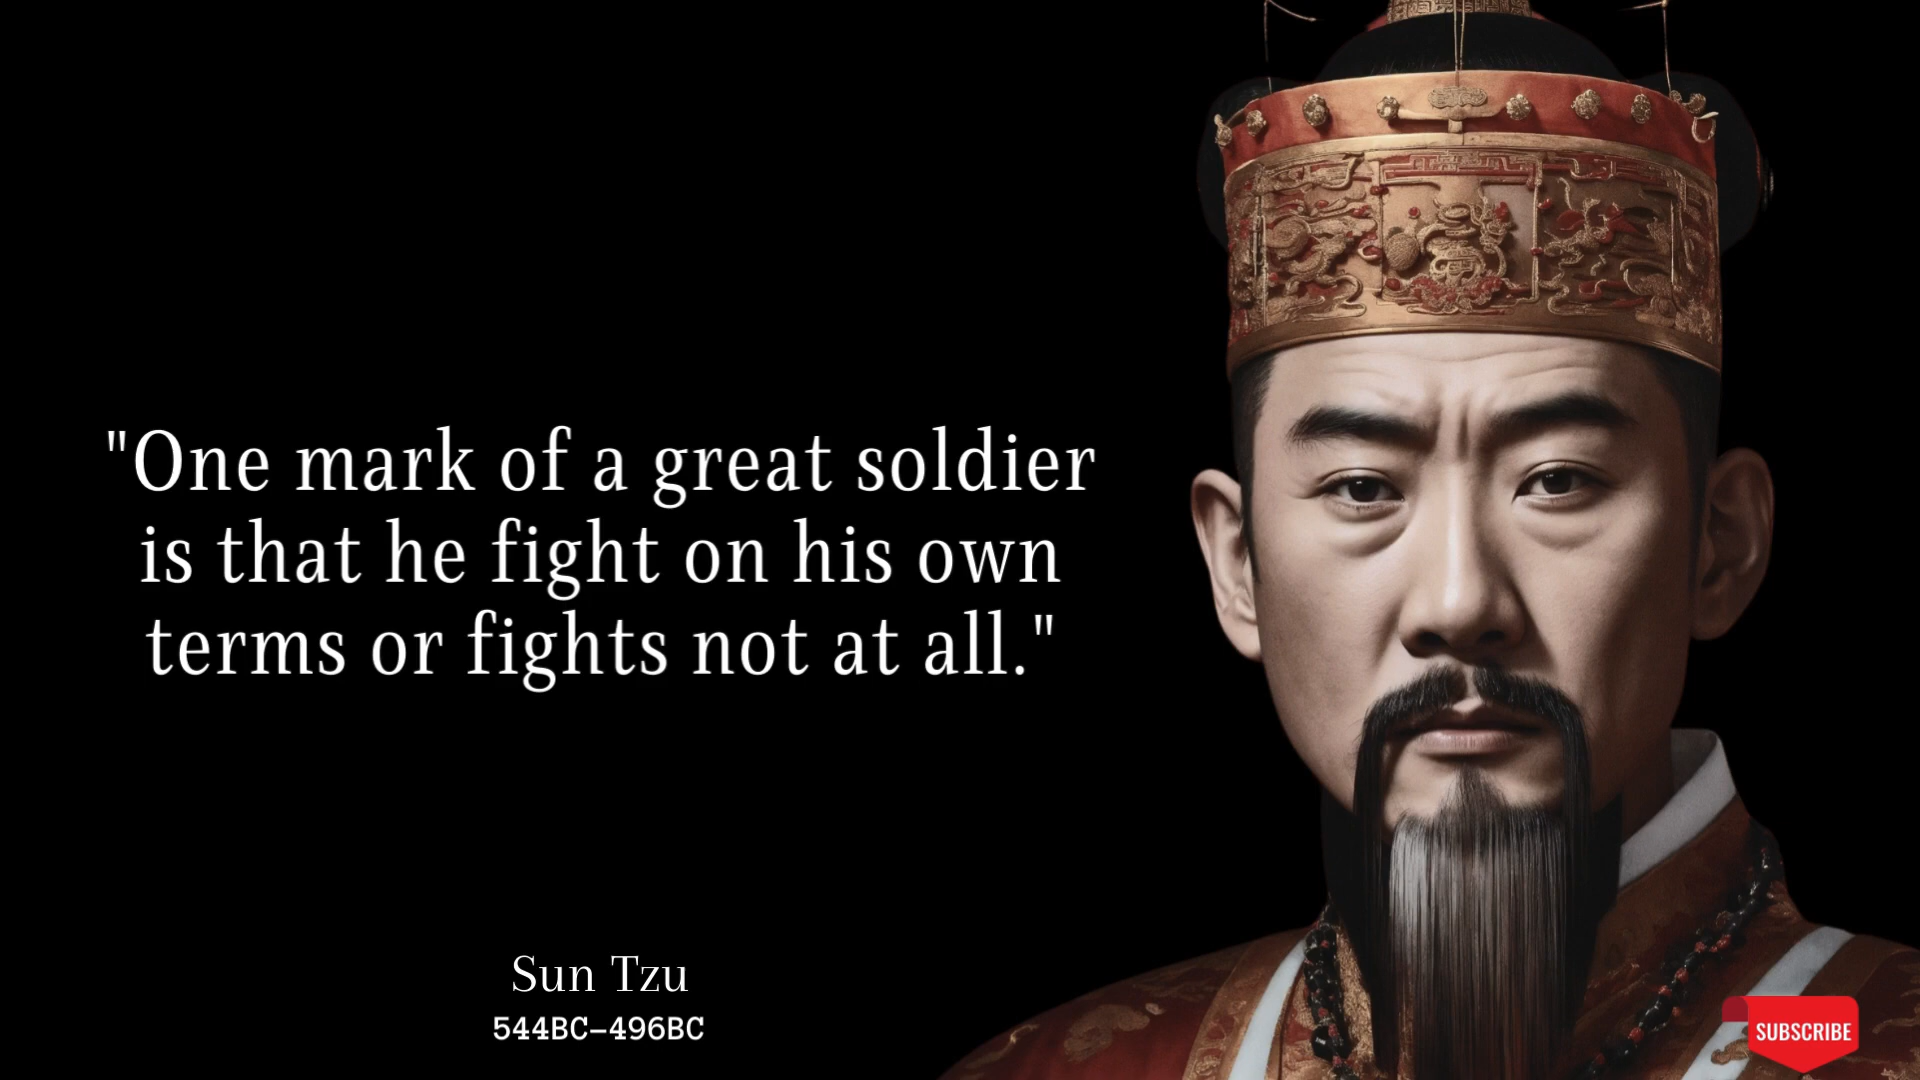 "One mark of a great soldier
is that he fight on his own
terms or fights not at all."
Sun Tzu
544BC–496BC
SUBSCRIBE